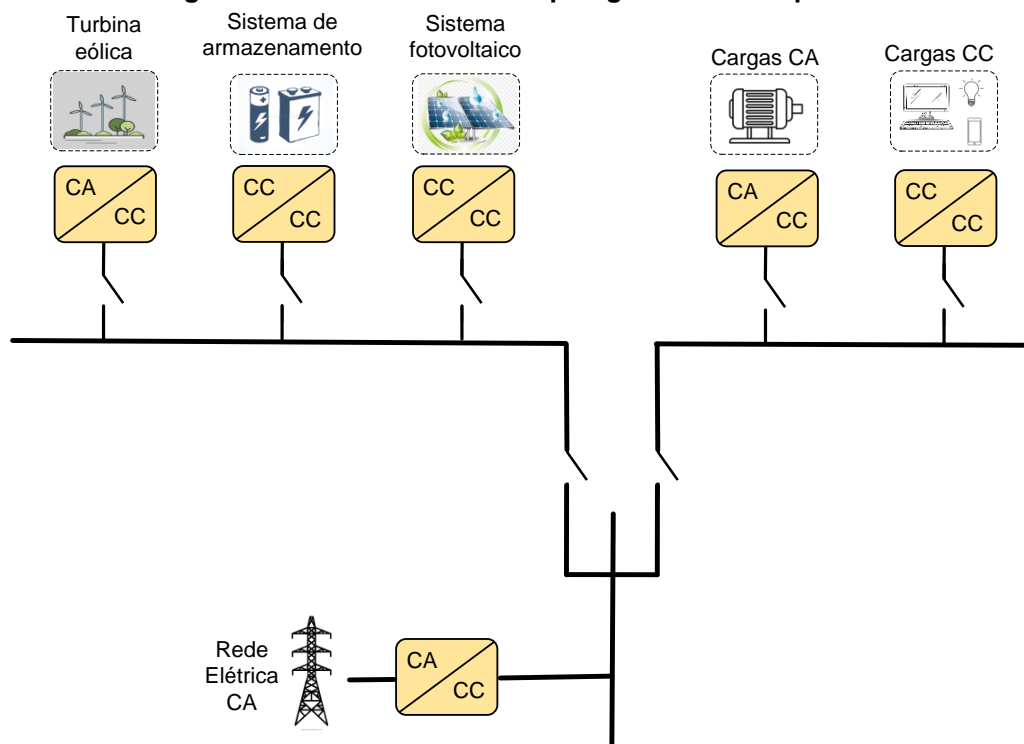 Turbina
eólica
Sistema de
armazenamento
Sistema
fotovoltaico
Cargas CA
Cargas CC
CA
CC
CC
CC
CC
CC
CA
CC
CC
CC
Rede
Elétrica
CA
CA
CC